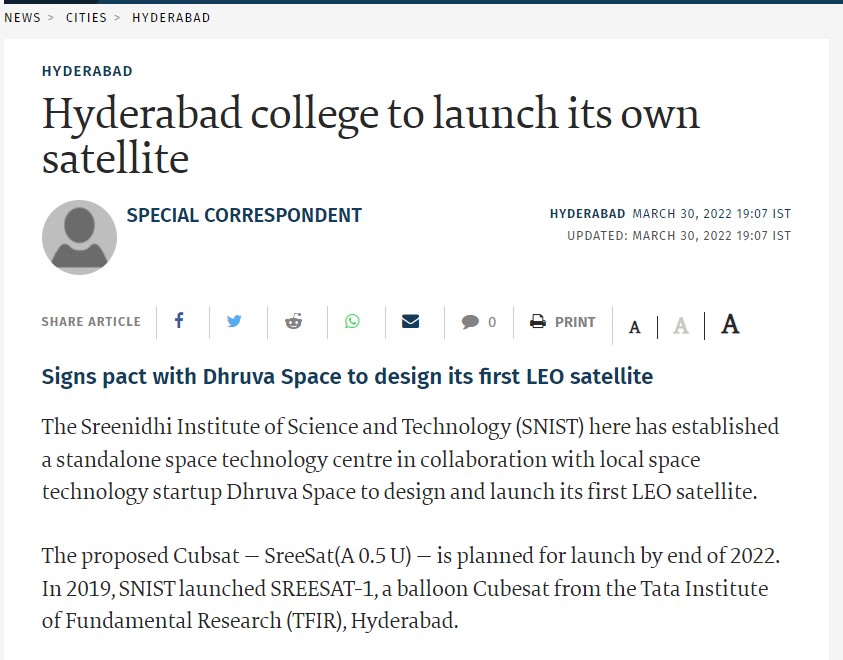 NEWS > CITIES > HYDERABAD
HYDERABAD
Hyderabad college to launch its own
satellite
SPECIAL CORRESPONDENT
HYDERABAD MARCH 30, 2022 19:07 IST
UPDATED: MARCH 30, 2022 19:07 IST
SHARE ARTICLE f 0 PRINT A A A
Signs pact with Dhruva Space to design its first LEO satellite
The Sreenidhi Institute of Science and Technology (SNIST) here has established
a standalone space technology centre in collaboration with local space
technology startup Dhruva Space to design and launch its first LEO satellite.
The proposed Cubsat — SreeSat(A 0.5 U) — is planned for launch by end of 2022.
In 2019, SNIST launched SREESAT-1, a balloon Cubesat from the Tata Institute
of Fundamental Research (TFIR), Hyderabad.